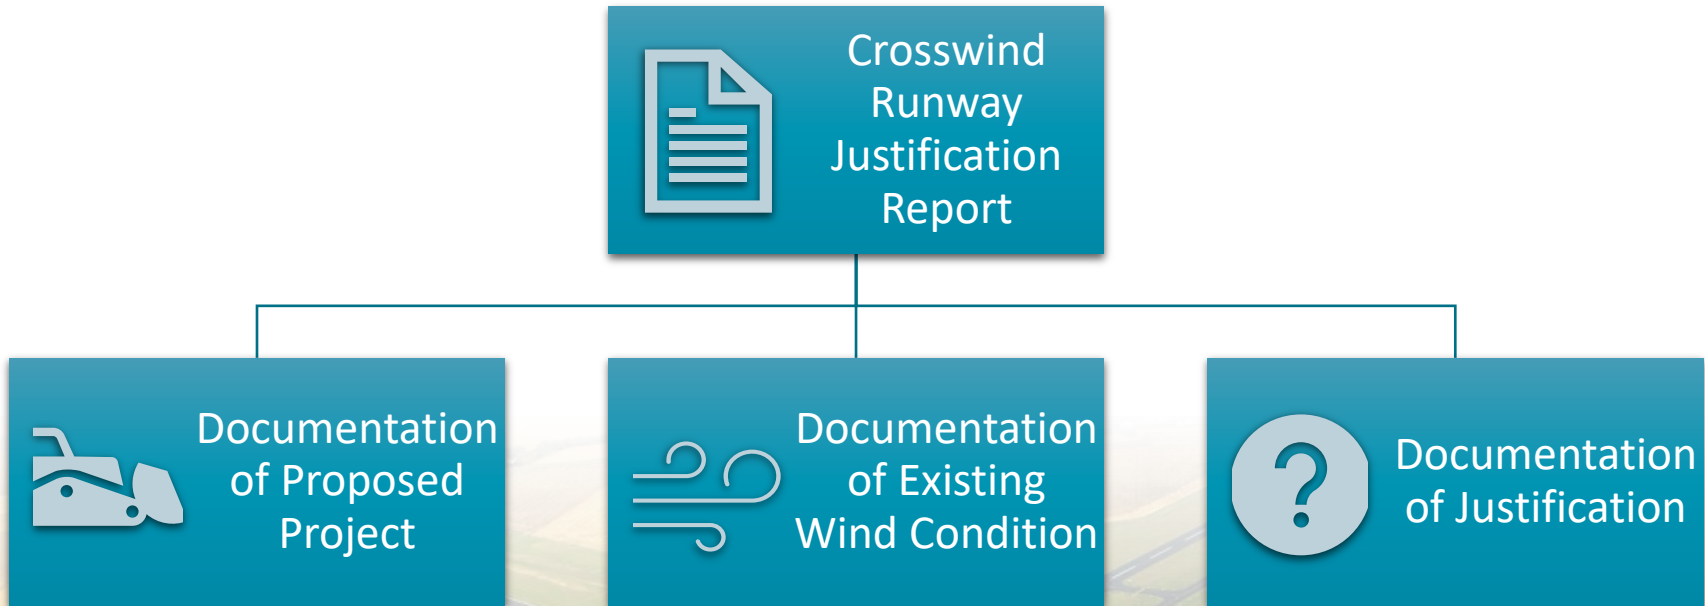 Crosswind
Runway
Justification
Report
Documentation
of Proposed
Project
Documentation
of Existing
Wind Condition
?
Documentation
of Justification